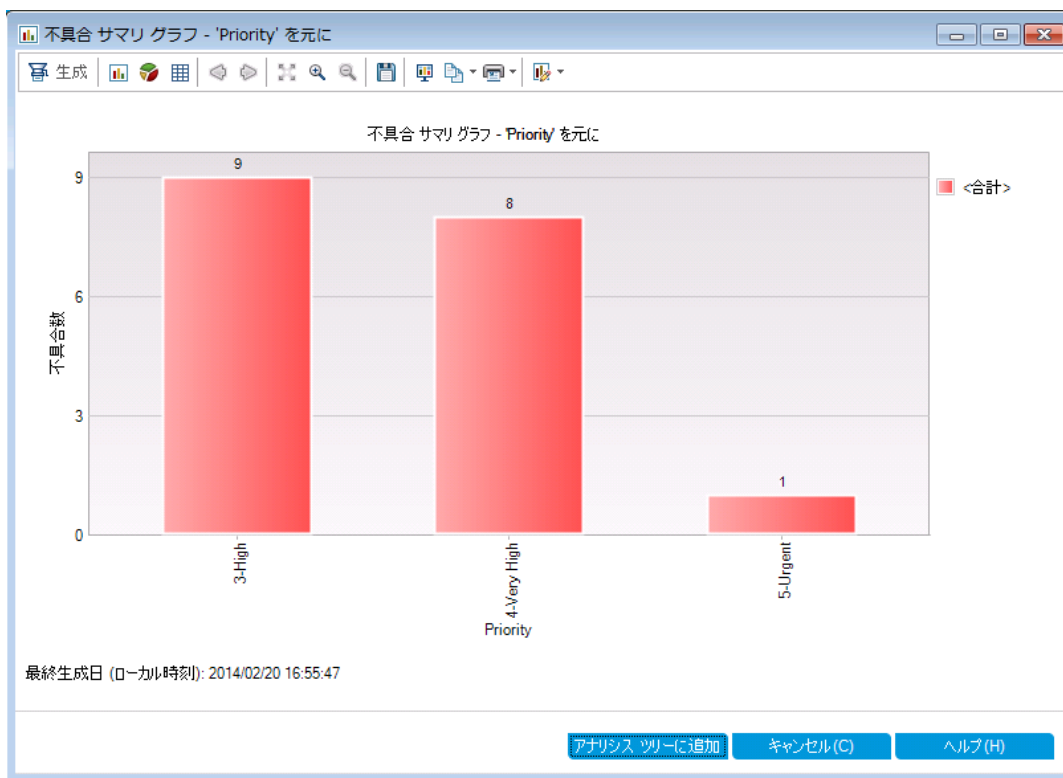 不具合 サマリ グラフ - 'Priority' を元に
生成
不具合 サマリ グラフ - 'Priority' を元に
9
9
8
<合計>
6
不具合数
3
1
0
3-High
4-Very High
5-Urgent
Priority
最終生成日 (ローカル時刻): 2014/02/20 16:55:47
アナリシス ツリーに追加
キャンセル(C)
ヘルプ(H)